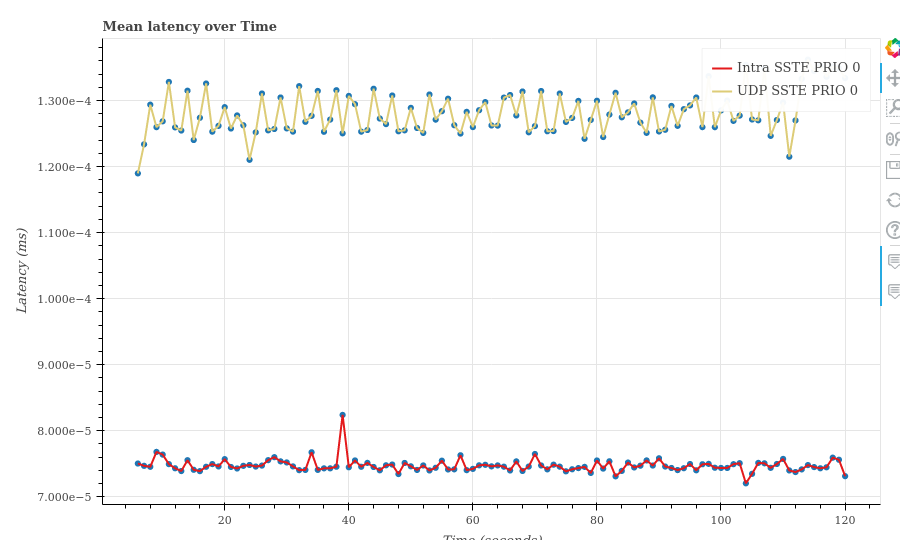 Mean latency over Time
Intra SSTE PRIO 0
UDP SSTE PRIO 0
1.300e−4
1.200e−4
1.100e−4
1.000e−4
9.000e−5
8.000e−5
7.000e−5
Latency (ms)
20 40 60 80 100 120
Time (seconds)